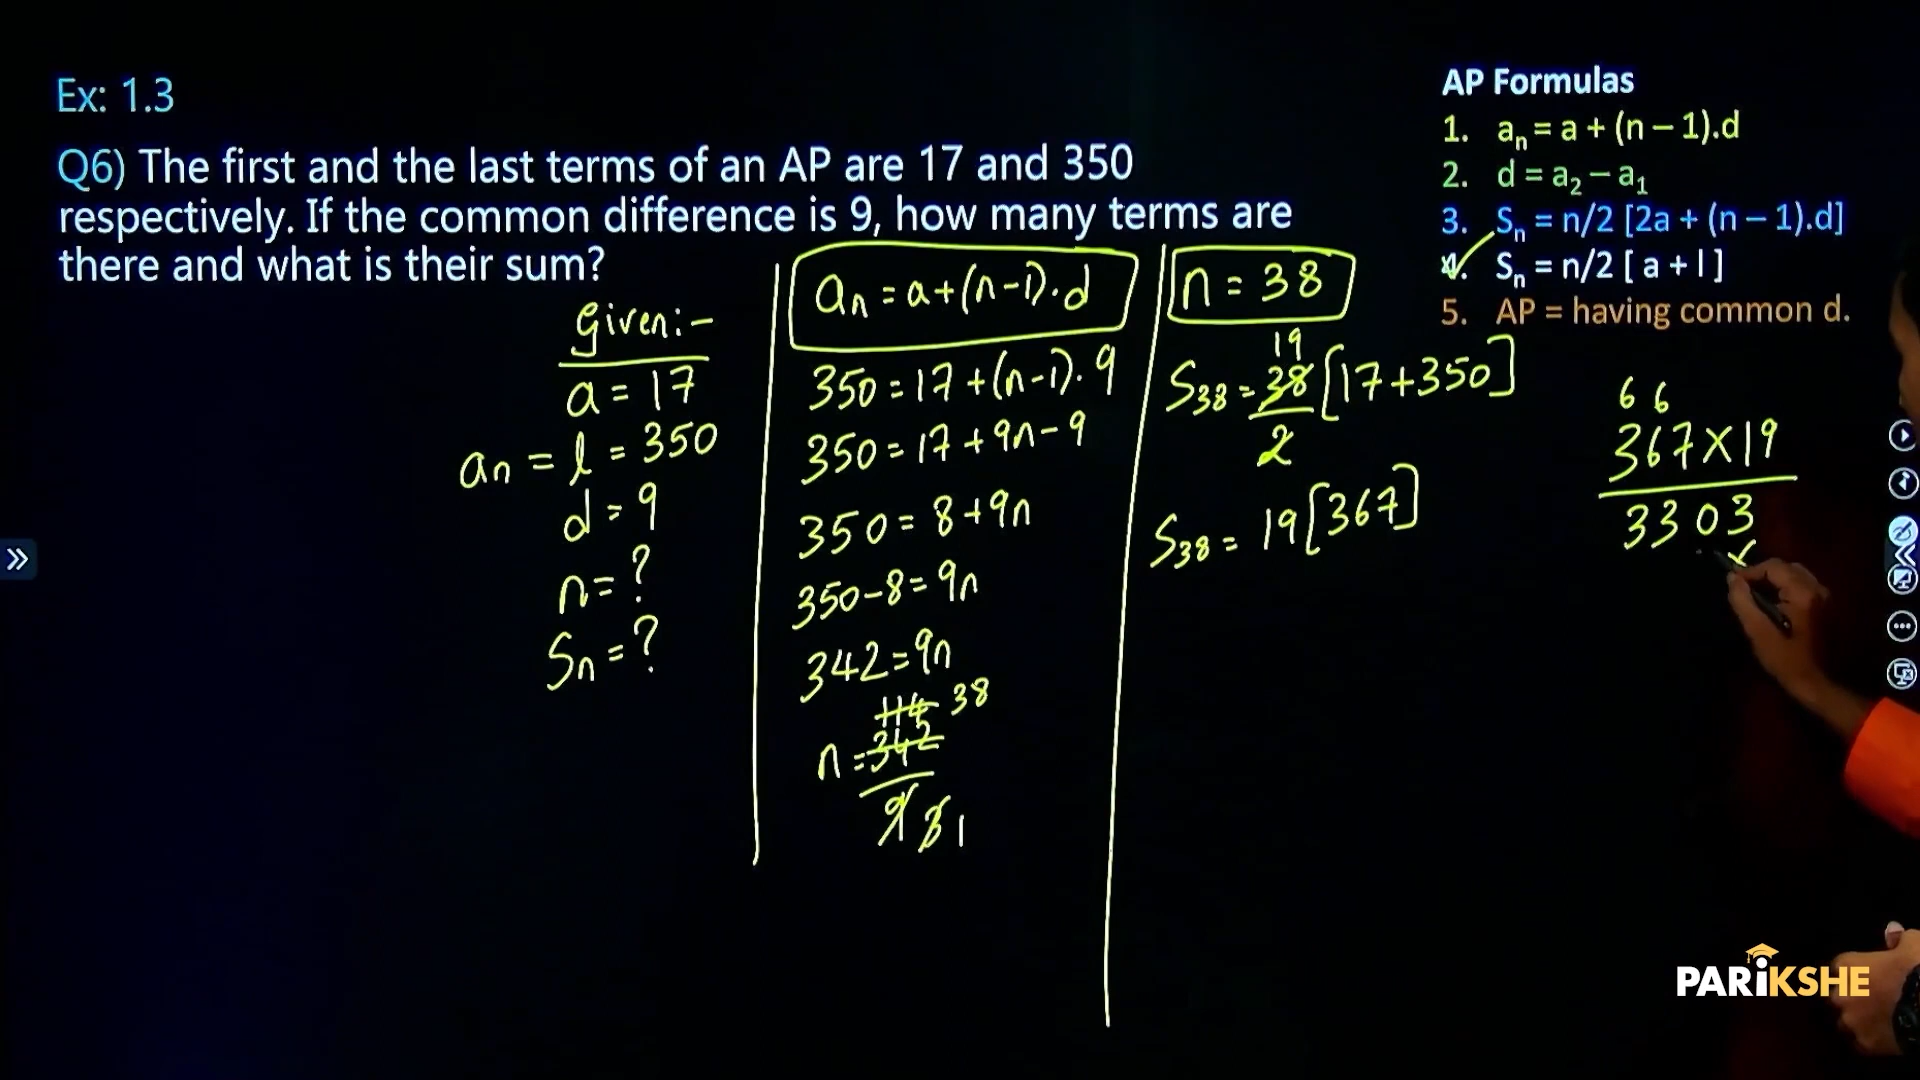 Ex: 1.3
Q6) The first and the last terms of an AP are 17 and 350
respectively. If the common difference is 9, how many terms are
there and what is their sum?
Given:-
a = 17
an = l = 350
d = 9
n = ?
Sn = ?
an = a+(n-1).d
350 = 17 + (n-1).9
350 = 17 + 9n - 9
350 = 8 + 9n
350 - 8 = 9n
342 = 9n
114 38
n = 342
9 3 1
n = 38
19
S38 = 38 [17+350]
2
S38 = 19[367]
AP Formulas
1. an = a + (n – 1).d
2. d = a2 – a1
3. Sn = n/2 [2a + (n – 1).d]
4. Sn = n/2 [ a + l ]
5. AP = having common d.
6 6
367 X 19
3303
x
PARiKSHE